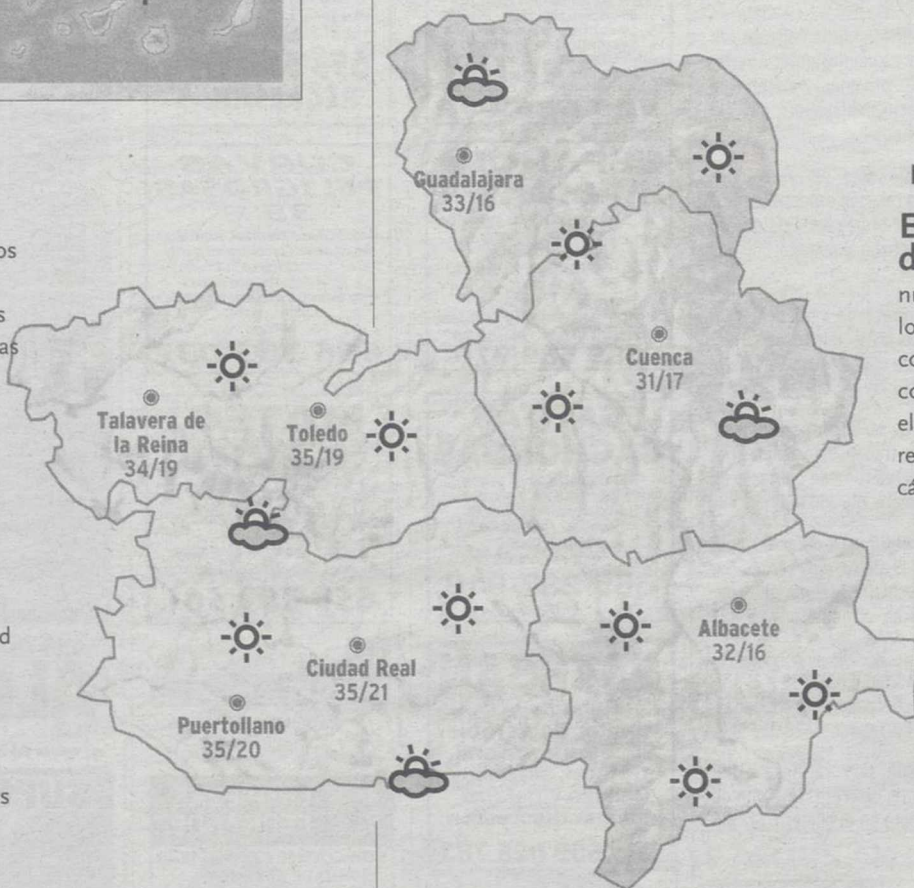 Guadalajara
33/16
Cuenca
31/17
Talavera de
la Reina
34/19
Toledo
35/19
Albacete
32/16
Ciudad Real
35/21
Puertollano
35/20